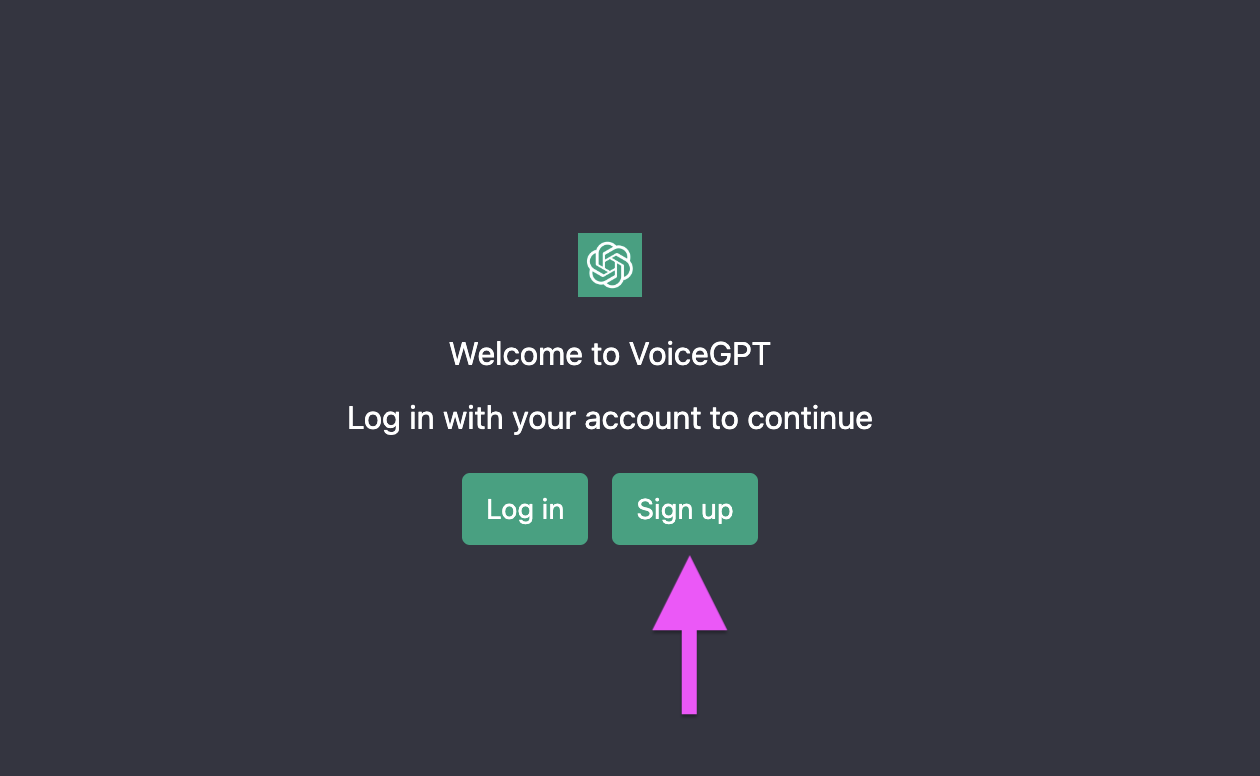 Welcome to VoiceGPT
Log in with your account to continue
Log in
Sign up